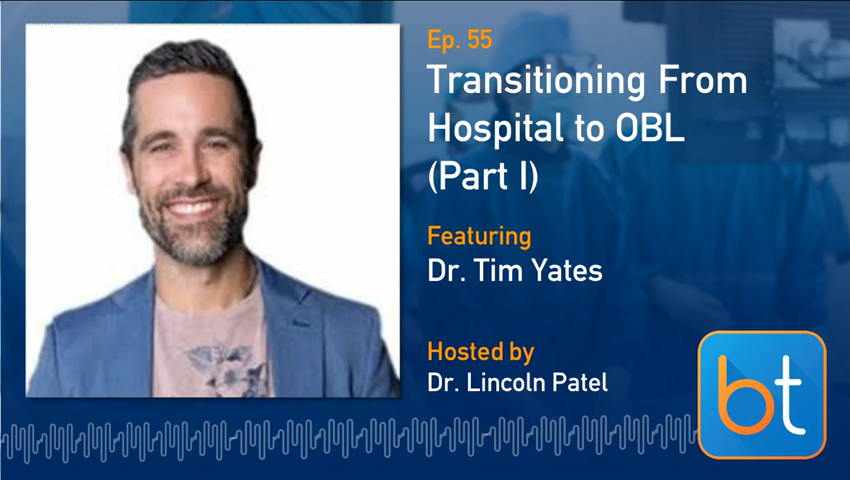 Ep. 55
Transitioning From
Hospital to OBL
(Part I)
Featuring
Dr. Tim Yates
Hosted by
Dr. Lincoln Patel
bt